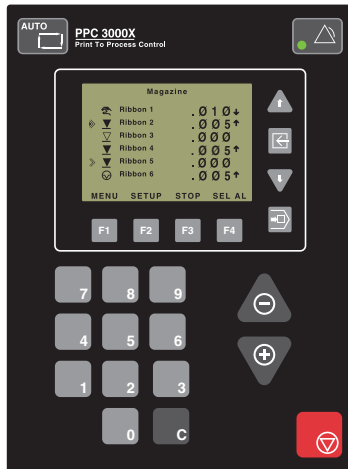 AUTO
PPC 3000X
Print To Process Control
Magazine
Ribbon 1 .010↓
Ribbon 2 .005↑
Ribbon 3 .000
Ribbon 4 .005↑
Ribbon 5 .000
Ribbon 6 .005↑
MENU SETUP STOP SEL AL
F1 F2 F3 F4
7 8 9
4 5 6
1 2 3
0 C